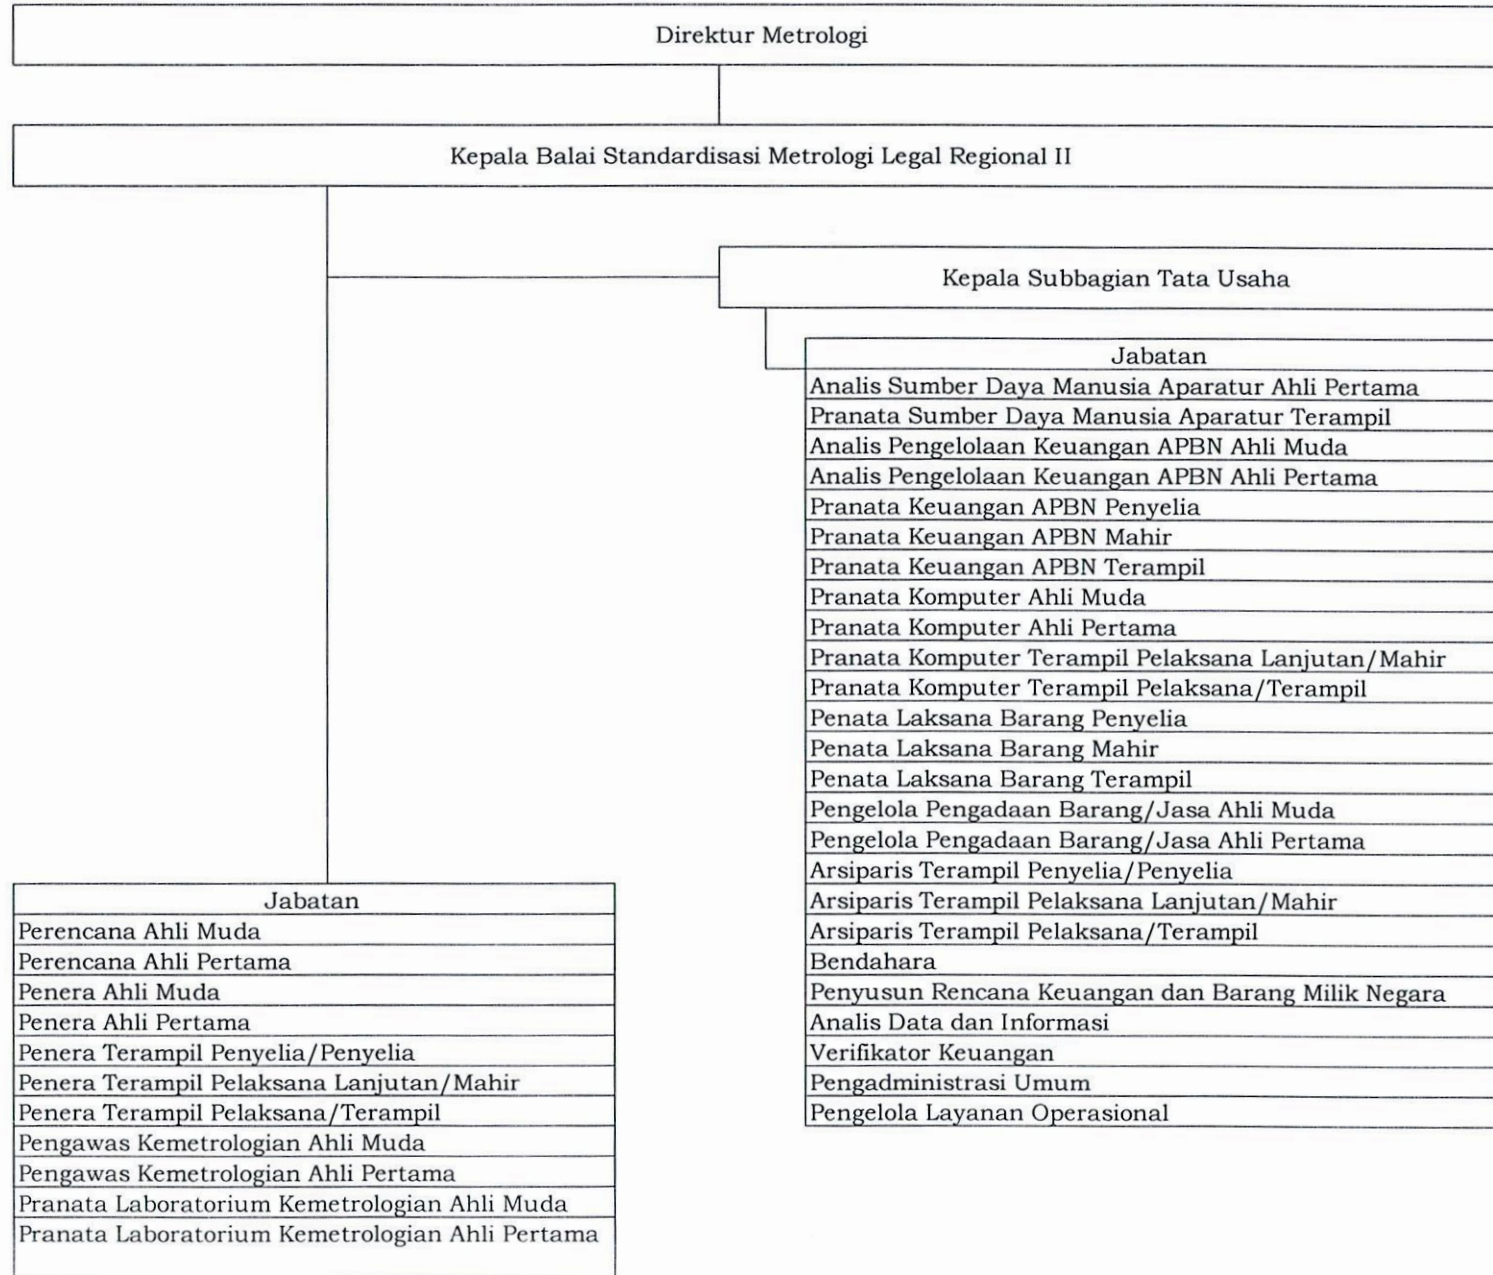 Direktur Metrologi
Kepala Balai Standardisasi Metrologi Legal Regional II
Kepala Subbagian Tata Usaha
Jabatan
Analis Sumber Daya Manusia Aparatur Ahli Pertama
Pranata Sumber Daya Manusia Aparatur Terampil
Analis Pengelolaan Keuangan APBN Ahli Muda
Analis Pengelolaan Keuangan APBN Ahli Pertama
Pranata Keuangan APBN Penyelia
Pranata Keuangan APBN Mahir
Pranata Keuangan APBN Terampil
Pranata Komputer Ahli Muda
Pranata Komputer Ahli Pertama
Pranata Komputer Terampil Pelaksana Lanjutan/Mahir
Pranata Komputer Terampil Pelaksana/Terampil
Penata Laksana Barang Penyelia
Penata Laksana Barang Mahir
Penata Laksana Barang Terampil
Pengelola Pengadaan Barang/Jasa Ahli Muda
Pengelola Pengadaan Barang/Jasa Ahli Pertama
Arsiparis Terampil Penyelia/Penyelia
Arsiparis Terampil Pelaksana Lanjutan/Mahir
Arsiparis Terampil Pelaksana/Terampil
Bendahara
Penyusun Rencana Keuangan dan Barang Milik Negara
Analis Data dan Informasi
Verifikator Keuangan
Pengadministrasi Umum
Pengelola Layanan Operasional
Jabatan
Perencana Ahli Muda
Perencana Ahli Pertama
Penera Ahli Muda
Penera Ahli Pertama
Penera Terampil Penyelia/Penyelia
Penera Terampil Pelaksana Lanjutan/Mahir
Penera Terampil Pelaksana/Terampil
Pengawas Kemetrologian Ahli Muda
Pengawas Kemetrologian Ahli Pertama
Pranata Laboratorium Kemetrologian Ahli Muda
Pranata Laboratorium Kemetrologian Ahli Pertama